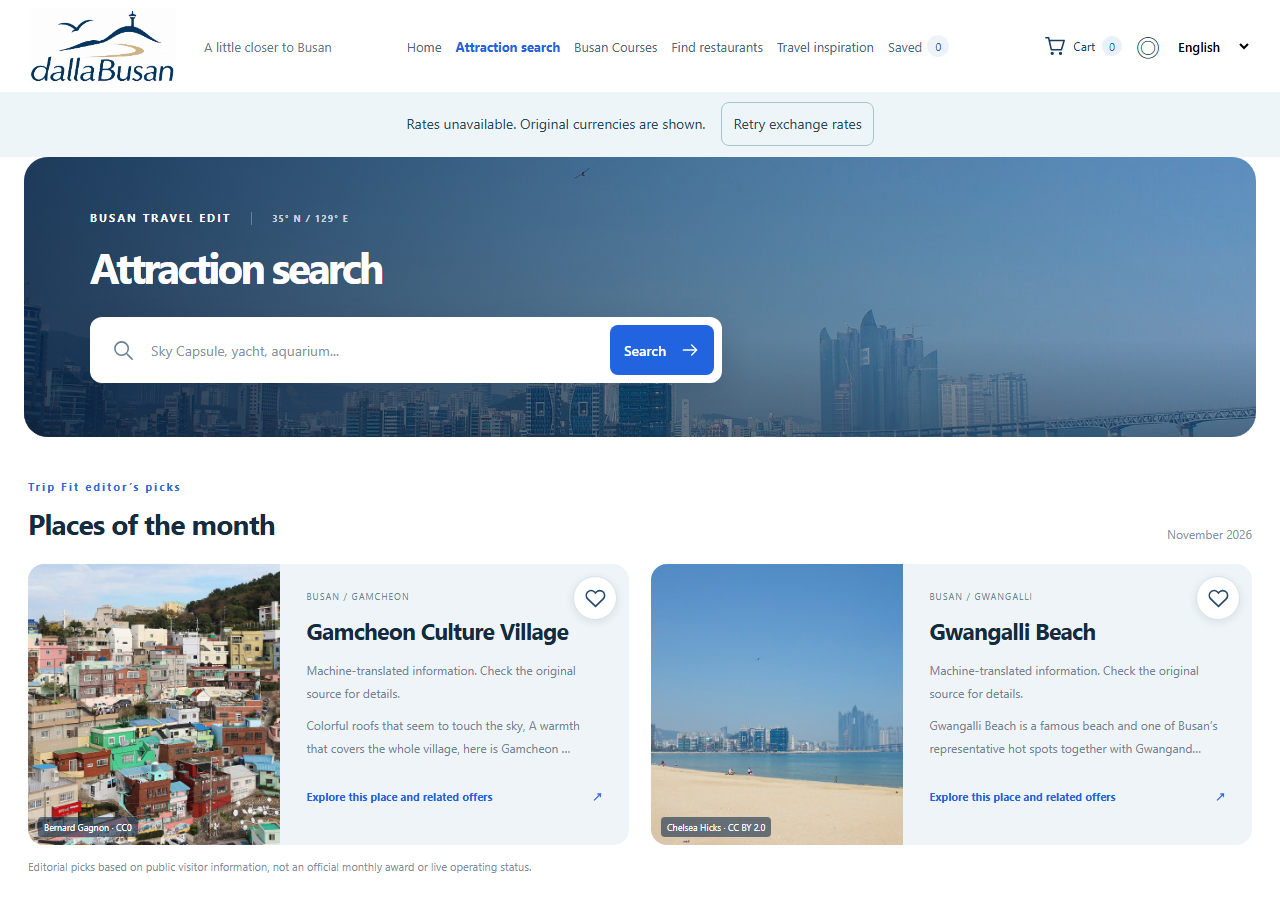 dallaBusan
A little closer to Busan
Home
Attraction search
Busan Courses
Find restaurants
Travel inspiration
Saved 0
Cart 0
English
Rates unavailable. Original currencies are shown.
Retry exchange rates
BUSAN TRAVEL EDIT
35° N / 129° E
Attraction search
Sky Capsule, yacht, aquarium...
Search
Trip Fit editor's picks
Places of the month
November 2026
BUSAN / GAMCHEON
Gamcheon Culture Village
Machine-translated information. Check the original
source for details.
Colorful roofs that seem to touch the sky, A warmth
that covers the whole village, here is Gamcheon ...
Explore this place and related offers ↗
Bernard Gagnon · CC0
BUSAN / GWANGALLI
Gwangalli Beach
Machine-translated information. Check the original
source for details.
Gwangalli Beach is a famous beach and one of Busan's
representative hot spots together with Gwangand...
Explore this place and related offers ↗
Chelsea Hicks · CC BY 2.0
Editorial picks based on public visitor information, not an official monthly award or live operating status.